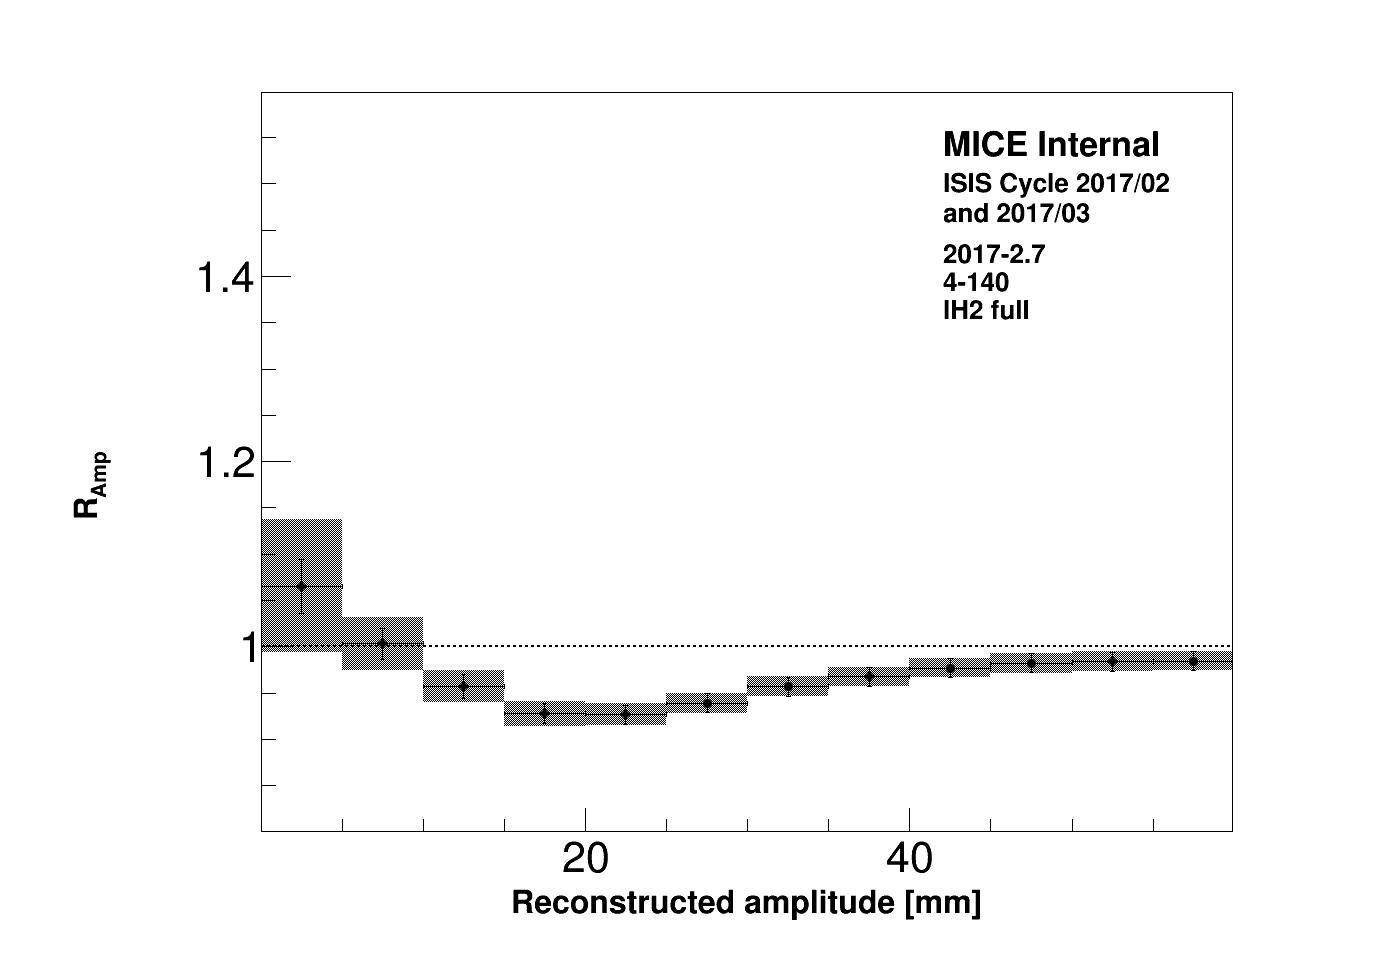 MICE Internal
ISIS Cycle 2017/02
and 2017/03
2017-2.7
4-140
lH2 full
1.4
1.2
1
R_Amp
20
40
Reconstructed amplitude [mm]